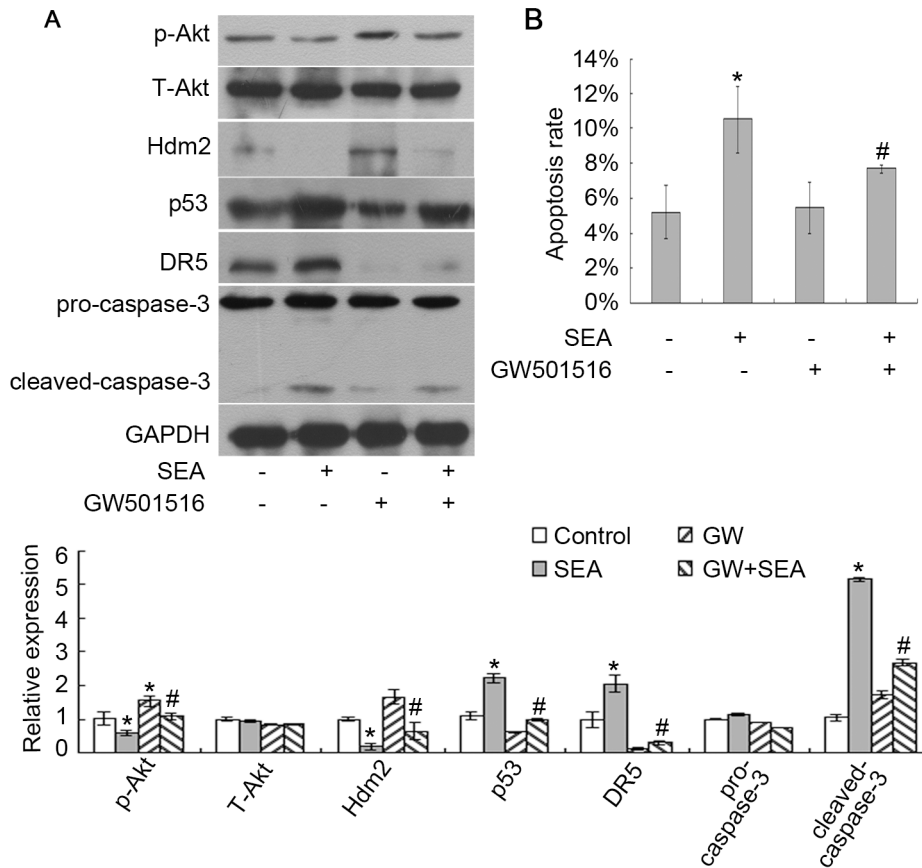 A
p-Akt
T-Akt
Hdm2
p53
DR5
pro-caspase-3
cleaved-caspase-3
GAPDH
SEA - + - +
GW501516 - - + +
B
Apoptosis rate
14%
12%
10%
8%
6%
4%
2%
0%
*
#
SEA - + - +
GW501516 - - + +
Control
SEA
GW
GW+SEA
Relative expression
6
5
4
3
2
1
0
* * #
* #
* #
* #
* #
p-Akt
T-Akt
Hdm2
p53
DR5
pro-
caspase-3
cleaved-
caspase-3